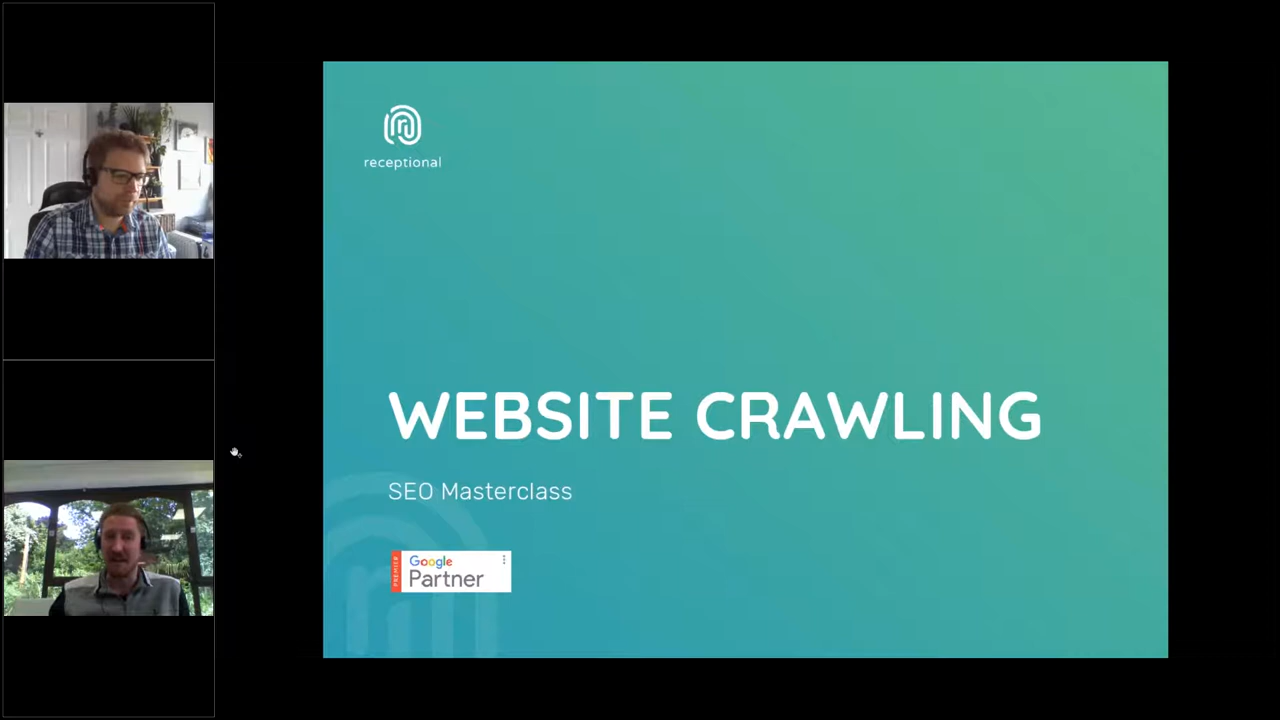 receptional
WEBSITE CRAWLING
SEO Masterclass
PREMIER
Google
Partner